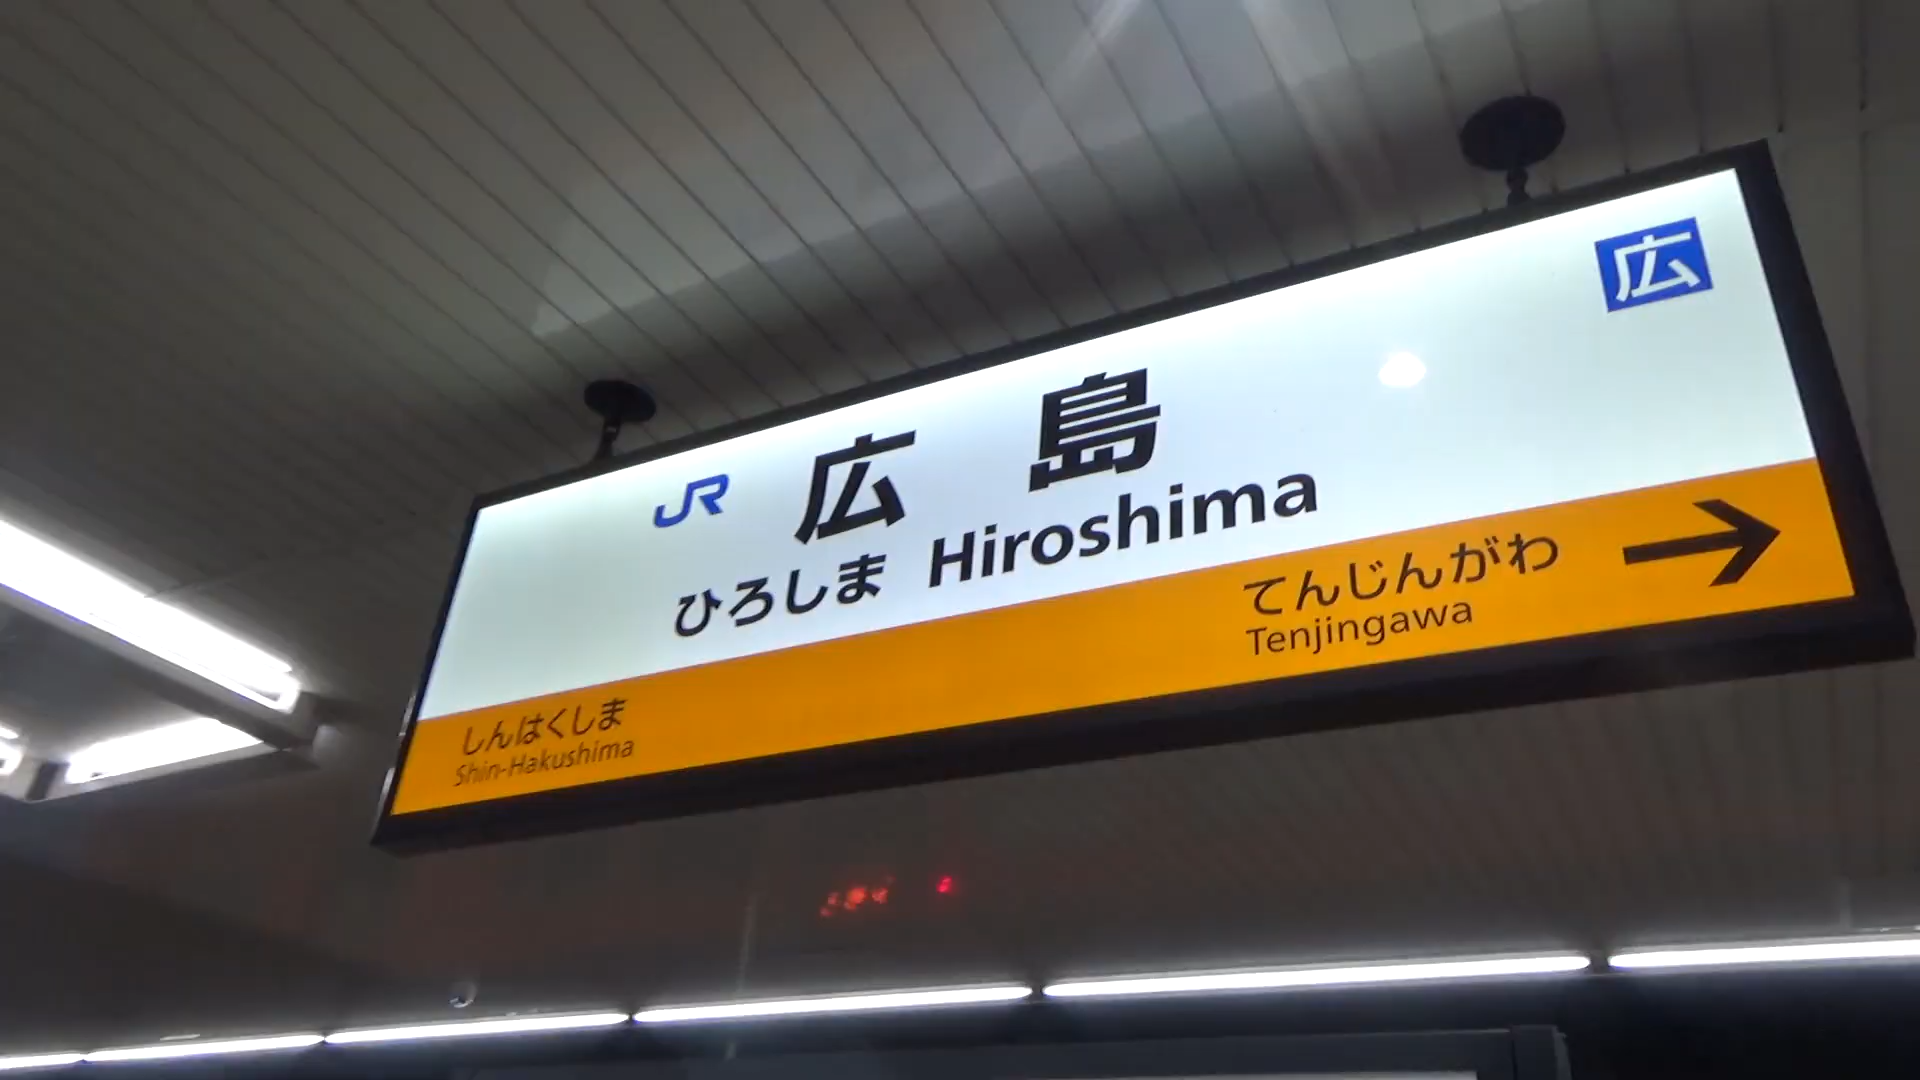 広
JR 広島
ひろしま Hiroshima
てんじんがわ →
Tenjingawa
しんはくしま
Shin-Hakushima